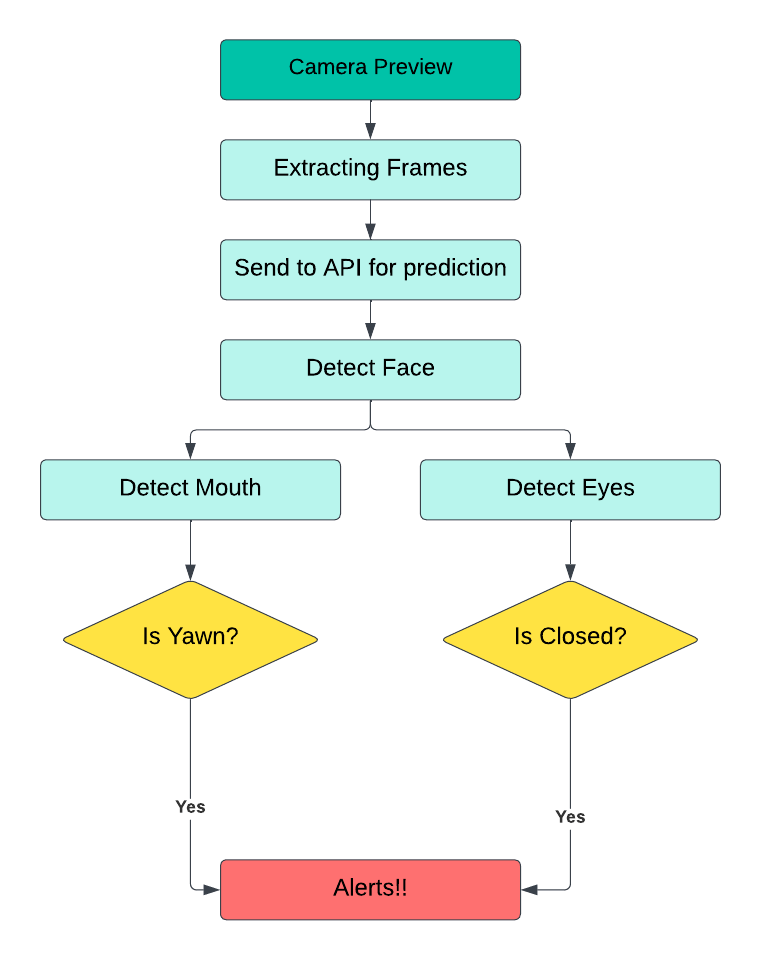 Camera Preview
Extracting Frames
Send to API for prediction
Detect Face
Detect Mouth
Detect Eyes
Is Yawn?
Is Closed?
Yes
Yes
Alerts!!